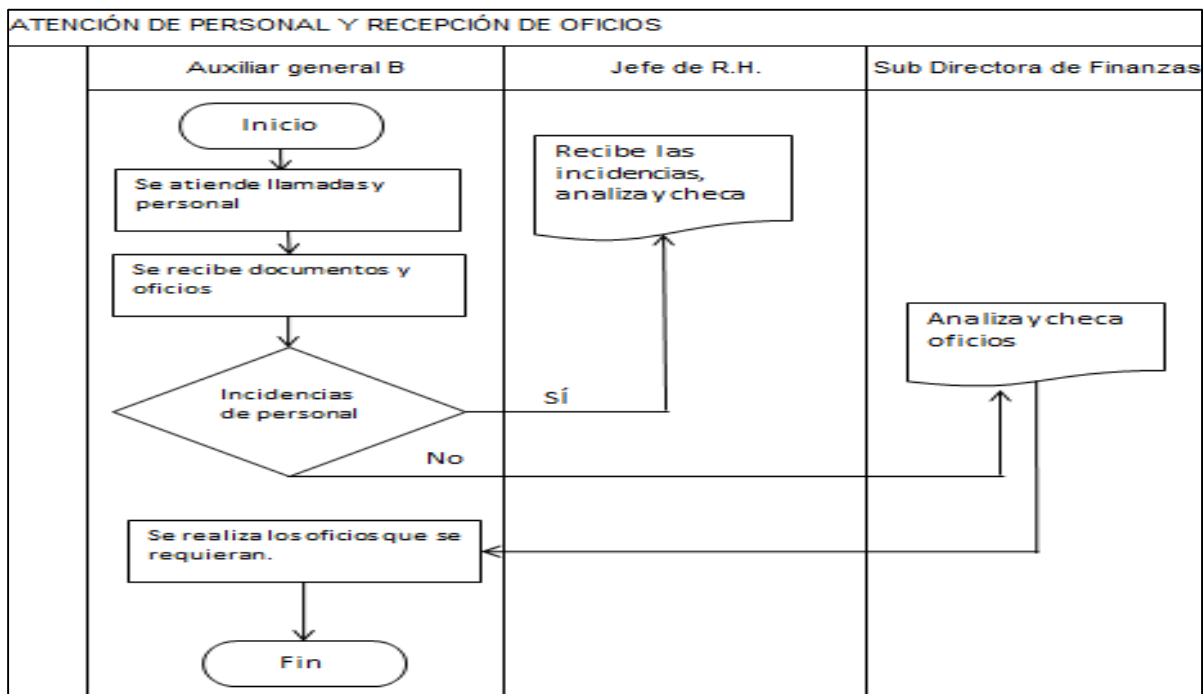 ATENCIÓN DE PERSONAL Y RECEPCIÓN DE OFICIOS
Auxiliar general B
Jefe de R.H.
Sub Directora de Finanzas
Inicio
Se atiende llamadas y
personal
Se recibe documentos y
oficios
Incidencias
de personal
SÍ
No
Recibe las
incidencias,
analiza y checa
Analiza y checa
oficios
Se realiza los oficios que se
requieran.
Fin